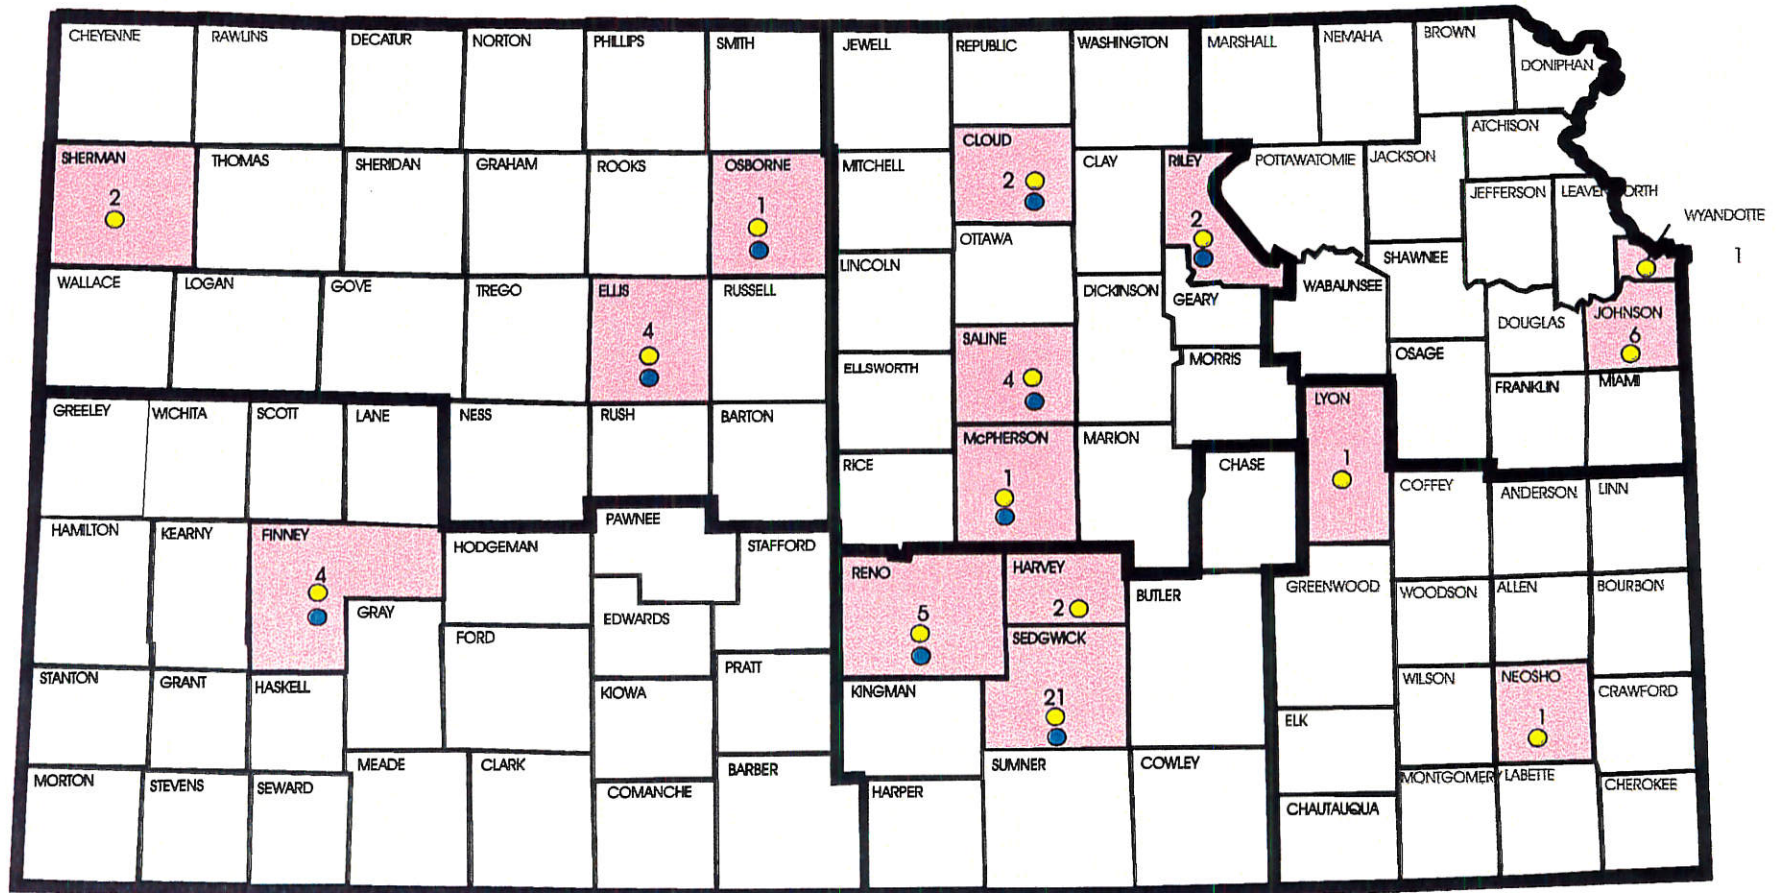 CHEYENNE
RAWLINS
DECATUR
NORTON
PHILLIPS
SMITH
JEWELL
REPUBLIC
WASHINGTON
MARSHALL
NEMAHA
BROWN
DONIPHAN
ATCHISON
SHERMAN
2
THOMAS
SHERIDAN
GRAHAM
ROOKS
OSBORNE
1
MITCHELL
CLOUD
2
CLAY
RILEY
2
POTTAWATOMIE
JACKSON
JEFFERSON
LEAVENWORTH
WYANDOTTE
1
WALLACE
LOGAN
GOVE
TREGO
ELLIS
4
RUSSELL
LINCOLN
OTTAWA
DICKINSON
GEARY
WABAUNSEE
SHAWNEE
DOUGLAS
JOHNSON
6
ELLSWORTH
SALINE
4
MORRIS
OSAGE
FRANKLIN
MIAMI
GREELEY
WICHITA
SCOTT
LANE
NESS
RUSH
BARTON
RICE
McPHERSON
1
MARION
CHASE
LYON
1
COFFEY
ANDERSON
LINN
HAMILTON
KEARNY
FINNEY
4
HODGEMAN
PAWNEE
STAFFORD
RENO
5
HARVEY
2
BUTLER
GREENWOOD
WOODSON
ALLEN
BOURBON
GRAY
FORD
EDWARDS
PRATT
SEDGWICK
21
STANTON
GRANT
HASKELL
KIOWA
KINGMAN
ELK
WILSON
NEOSHO
1
CRAWFORD
MORTON
STEVENS
SEWARD
MEADE
CLARK
COMANCHE
BARBER
HARPER
SUMNER
COWLEY
CHAUTAUQUA
MONTGOMERY
LABETTE
CHEROKEE